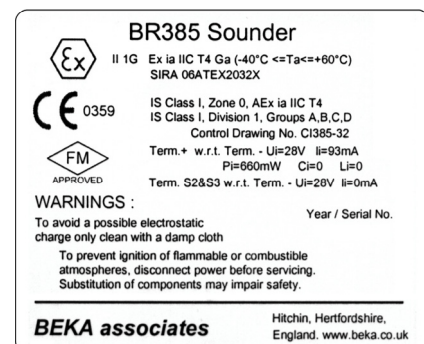 BR385 Sounder
Ex II 1G Ex ia IIC T4 Ga (-40°C <=Ta<=+60°C)
SIRA 06ATEX2032X
CE 0359 IS Class I, Zone 0, AEx ia IIC T4
IS Class I, Division 1, Groups A,B,C,D
Control Drawing No. CI385-32
FM
APPROVED
Term.+ w.r.t. Term. - Ui=28V Ii=93mA
Pi=660mW Ci=0 Li=0
Term. S2&S3 w.r.t. Term. - Ui=28V Ii=0mA
WARNINGS :
Year / Serial No.
To avoid a possible electrostatic
charge only clean with a damp cloth
To prevent ignition of flammable or combustible
atmospheres, disconnect power before servicing.
Substitution of components may impair safety.
BEKA associates
Hitchin, Hertfordshire,
England. www.beka.co.uk